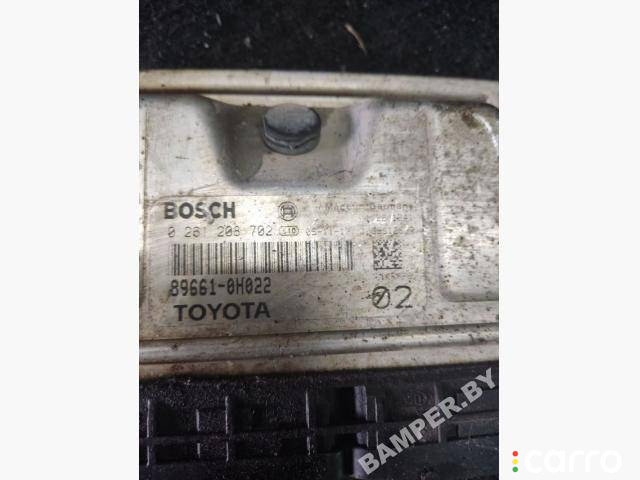 BOSCH
0 261 208 702
89661-0H022
TOYOTA
02
BAMPER.BY
carro